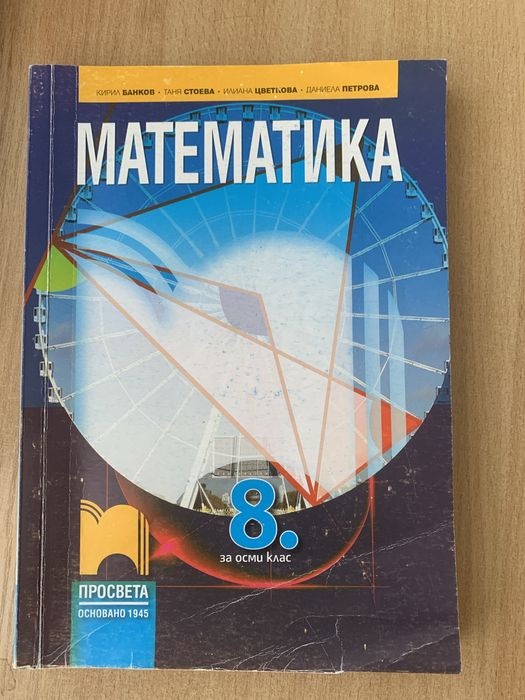 КИРИЛ БАНКОВ • ТАНЯ СТОЕВА • ИЛИАНА ЦВЕТКОВА • ДАНИЕЛА ПЕТРОВА
МАТЕМАТИКА
8.
за осми клас
ПРОСВЕТА
ОСНОВАНО 1945